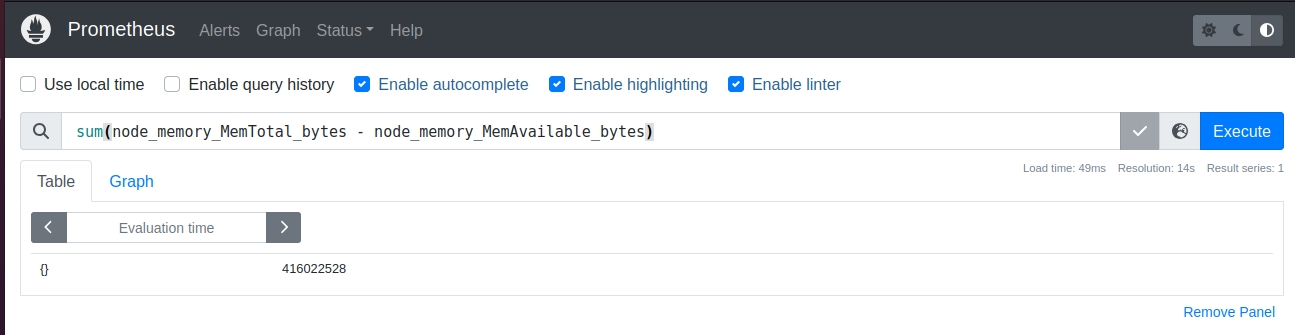 Prometheus Alerts Graph Status Help
Use local time Enable query history Enable autocomplete Enable highlighting Enable linter
sum(node_memory_MemTotal_bytes - node_memory_MemAvailable_bytes) Execute
Load time: 49ms Resolution: 14s Result series: 1
Table Graph
Evaluation time
{} 416022528
Remove Panel